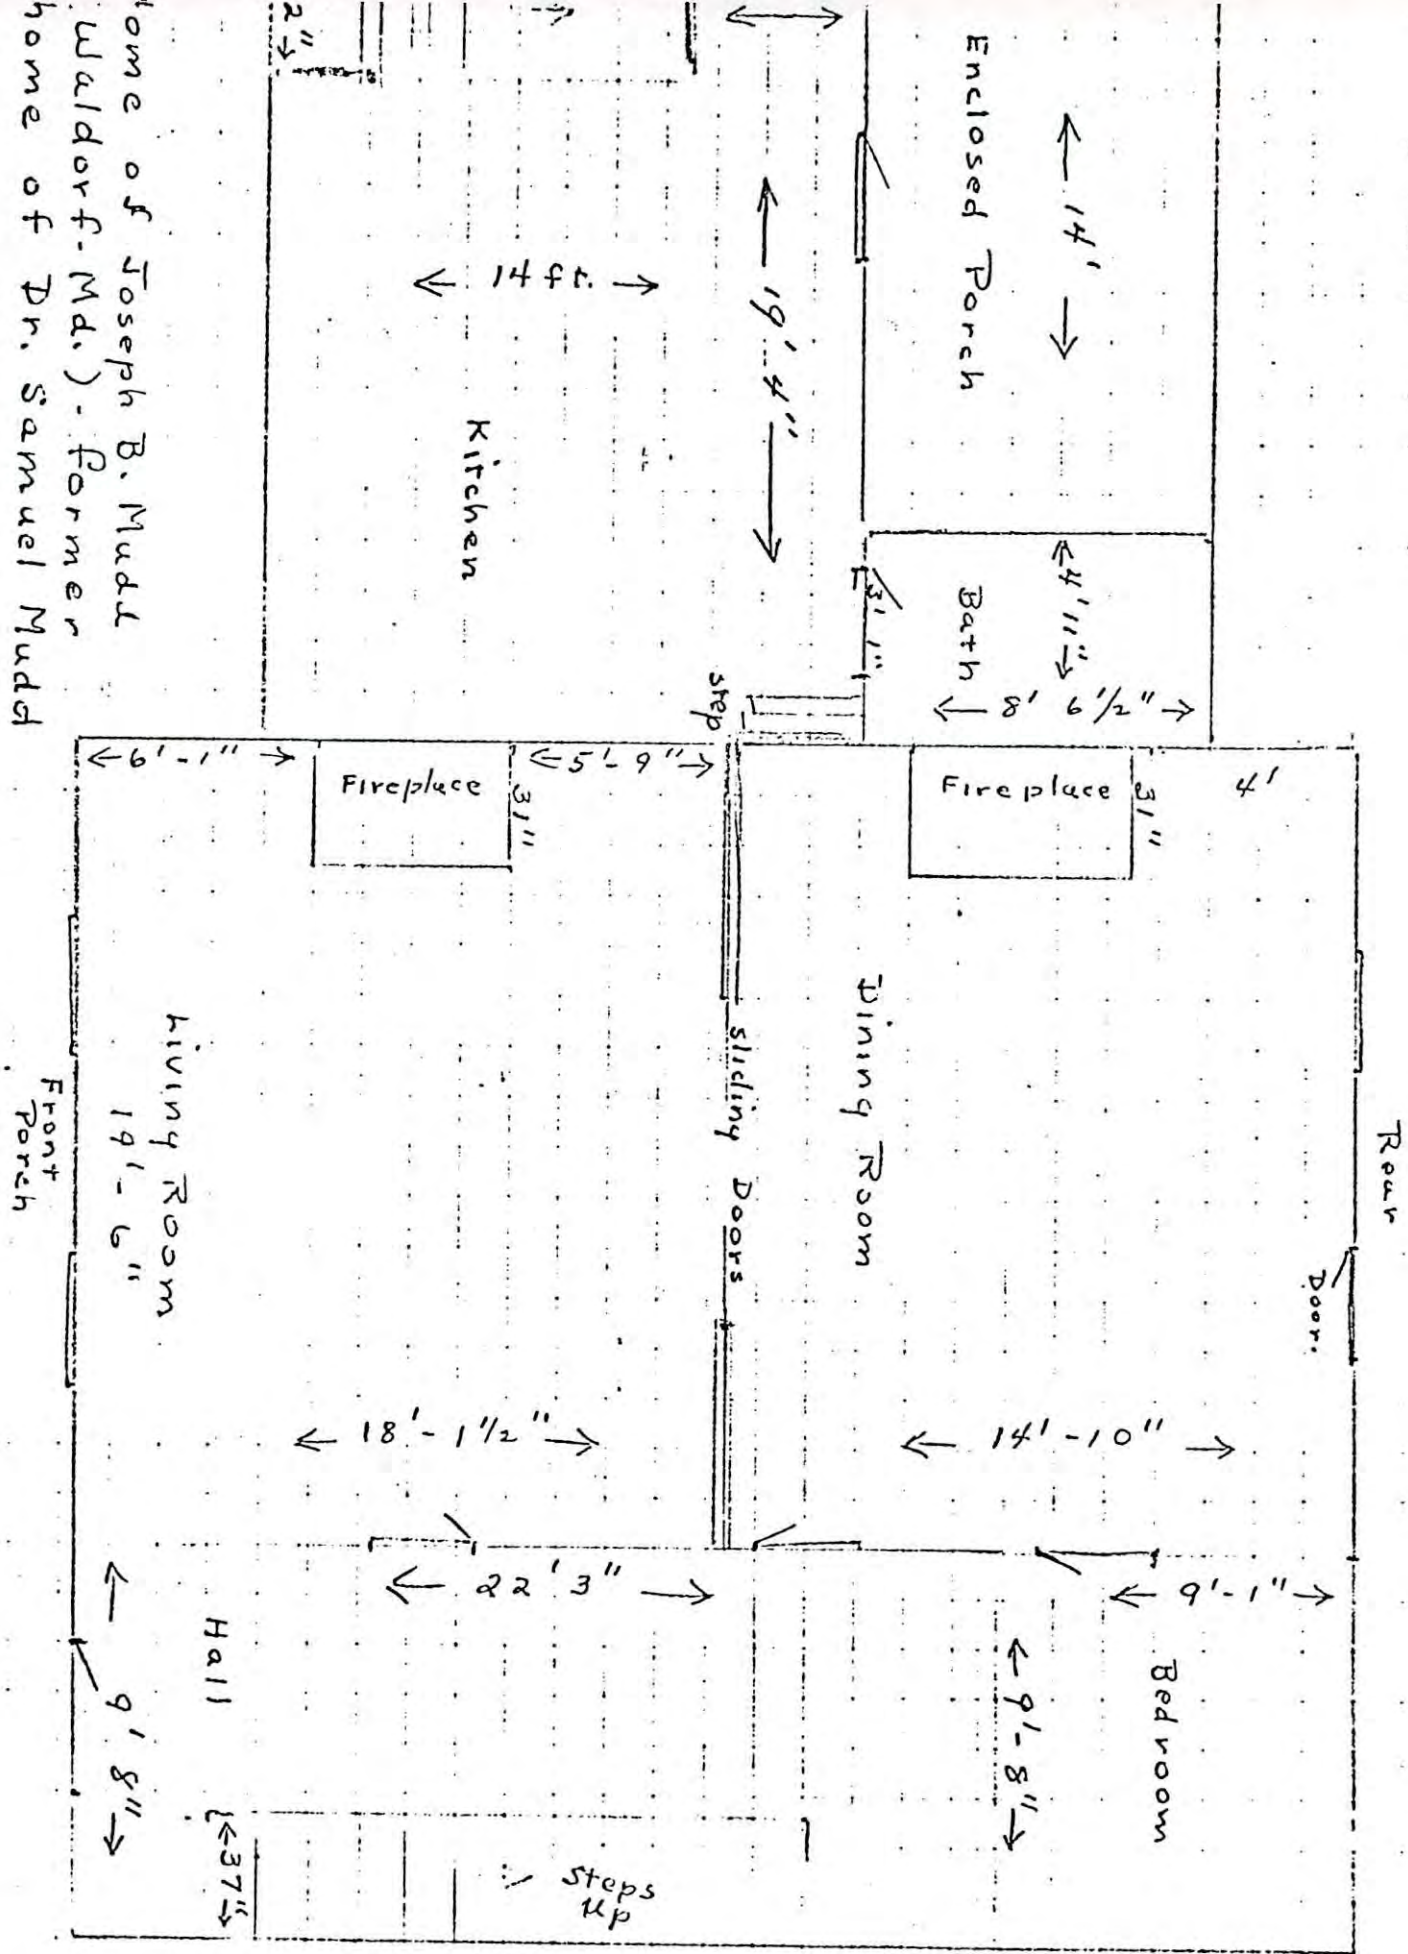 2"
ome of Joseph B. Mudd
Waldorf-Md.) - former
home of Dr. Samuel Mudd
Enclosed Porch
14'
14 ft.
19' 4"
Kitchen
Bath
4' 11"
3' 1"
8' 6 1/2"
step
6'-1"
Fireplace
31"
5'-9"
Fireplace
31"
4'
Living Room
19'-6"
Front
Porch
Sliding Doors
Dining Room
Rear
Door.
18'-1 1/2"
14'-10"
22' 3"
9'-1"
Hall
9' 8"
Bedroom
9'-8"
37"
Steps
Up